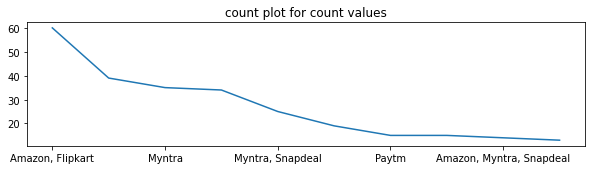 count plot for count values
60
50
40
30
20
Amazon, Flipkart
Myntra
Myntra, Snapdeal
Paytm
Amazon, Myntra, Snapdeal